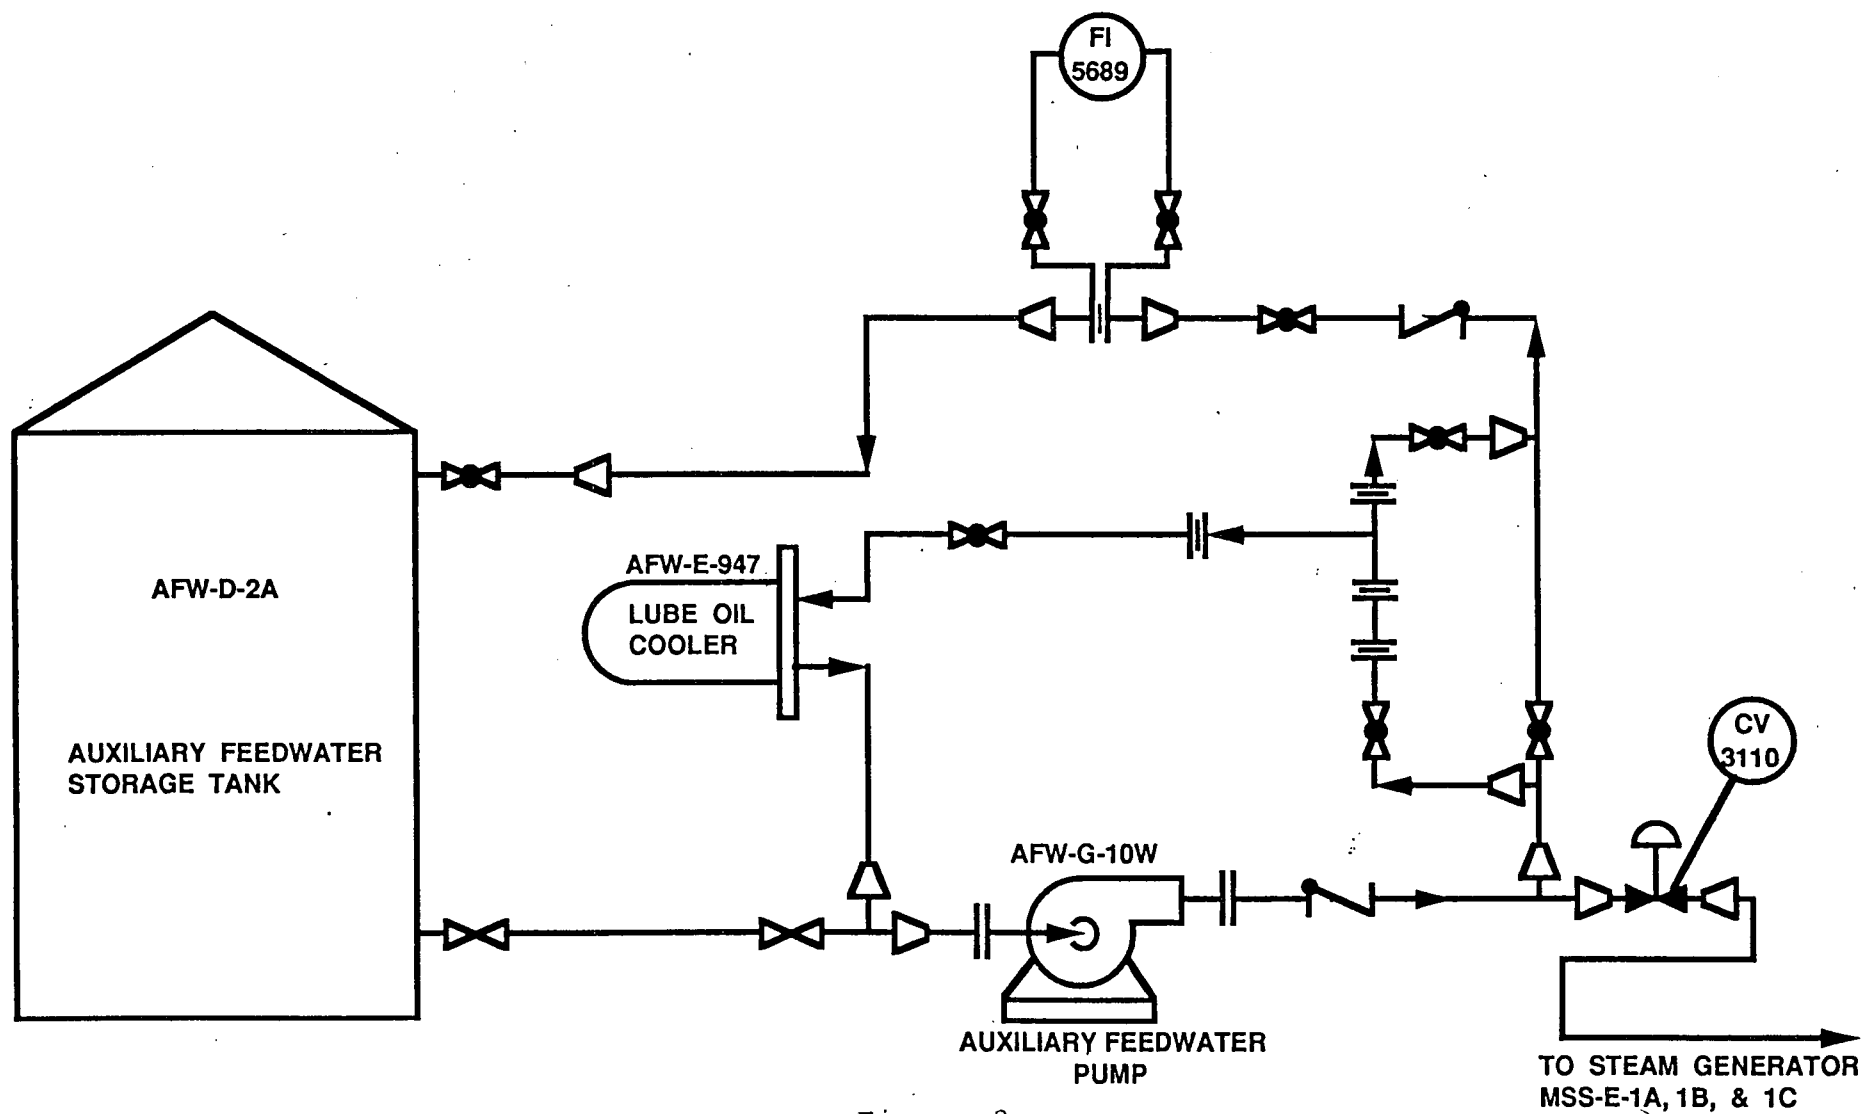 FI
5689
AFW-E-947
LUBE OIL
COOLER
AFW-D-2A
AUXILIARY FEEDWATER
STORAGE TANK
CV
3110
AFW-G-10W
AUXILIARY FEEDWATER
PUMP
TO STEAM GENERATOR
MSS-E-1A, 1B, & 1C